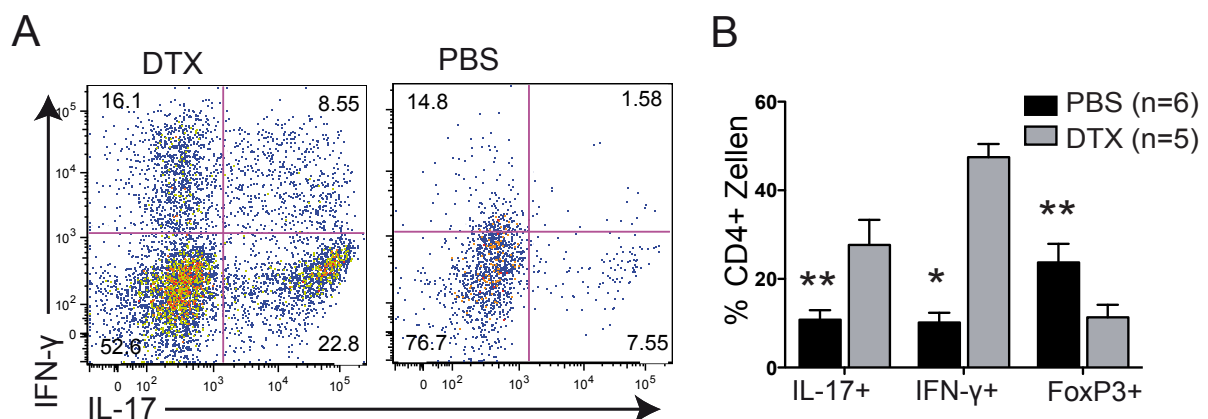 A
DTX
PBS
16.1
8.55
52.6
22.8
14.8
1.58
76.7
7.55
10⁵
10⁴
10³
10²
0
0 10² 10³ 10⁴ 10⁵
0 10² 10³ 10⁴ 10⁵
IFN-γ
IL-17
B
PBS (n=6)
DTX (n=5)
% CD4+ Zellen
60
40
20
0
**
*
**
IL-17+ IFN-γ+ FoxP3+